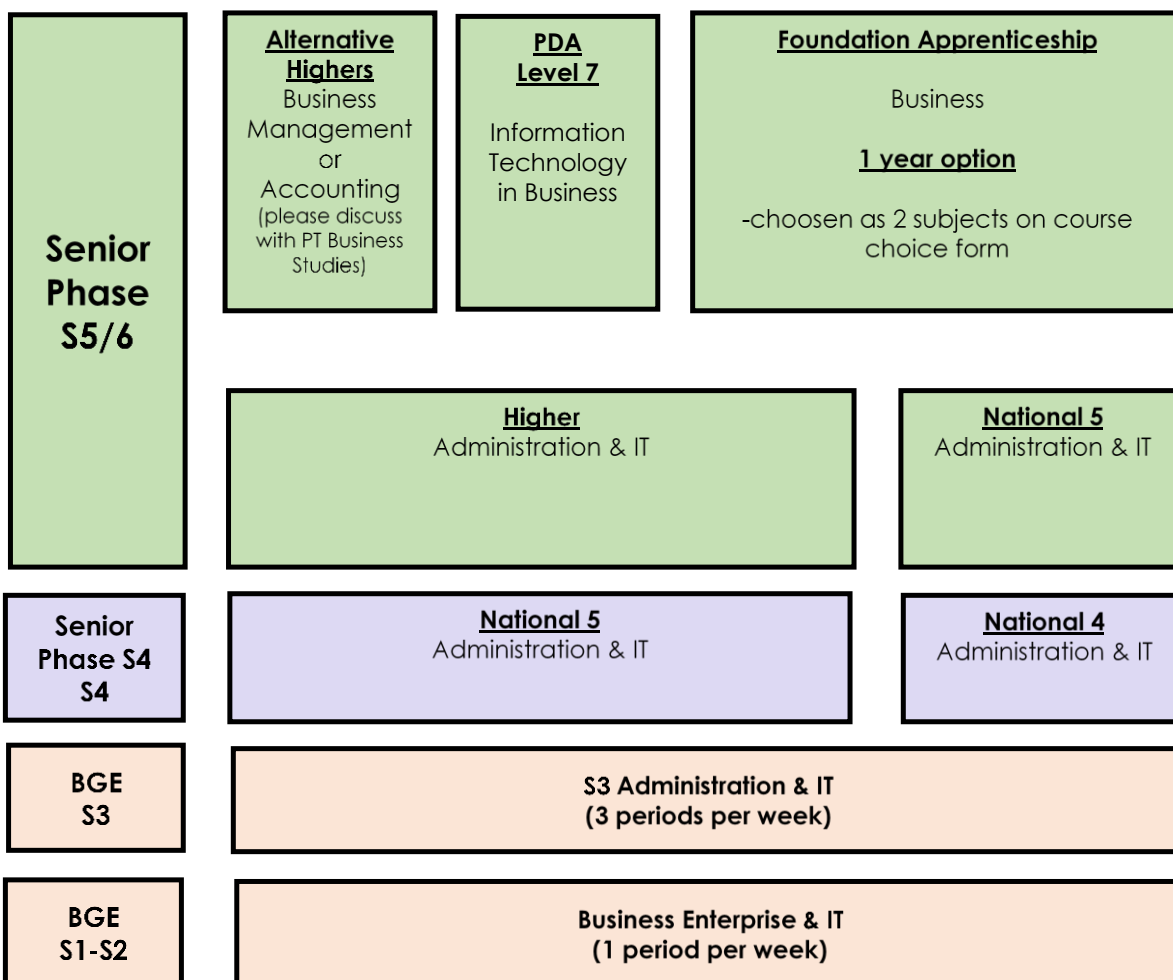 Senior
Phase
S5/6
Alternative
Highers
Business
Management
or
Accounting
(please discuss
with PT Business
Studies)
PDA
Level 7
Information
Technology
in Business
Foundation Apprenticeship
Business
1 year option
-choosen as 2 subjects on course
choice form
Higher
Administration & IT
National 5
Administration & IT
Senior
Phase S4
S4
National 5
Administration & IT
National 4
Administration & IT
BGE
S3
S3 Administration & IT
(3 periods per week)
BGE
S1-S2
Business Enterprise & IT
(1 period per week)